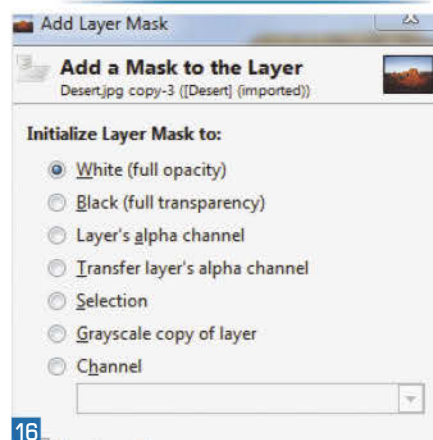 Add Layer Mask
Add a Mask to the Layer
Desert.jpg copy-3 ([Desert] (imported))
Initialize Layer Mask to:
White (full opacity)
Black (full transparency)
Layer's alpha channel
Transfer layer's alpha channel
Selection
Grayscale copy of layer
Channel
16